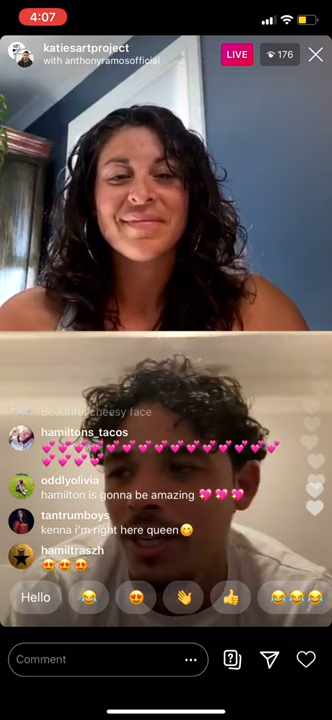 4:07
katiesartproject
with anthonyramosofficial
LIVE
176
Beautiful cheesy face
hamiltons_tacos
💕💕💕💕💕💕💕💕💕💕💕💕💕💕
💕💕💕💕
oddlyolivia
hamilton is gonna be amazing 💖💖💖
tantrumboys
kenna i'm right here queen😋
hamiltraszh
😍😍😍
Hello 😂 😍 👋 👍 😂😂😂
Comment